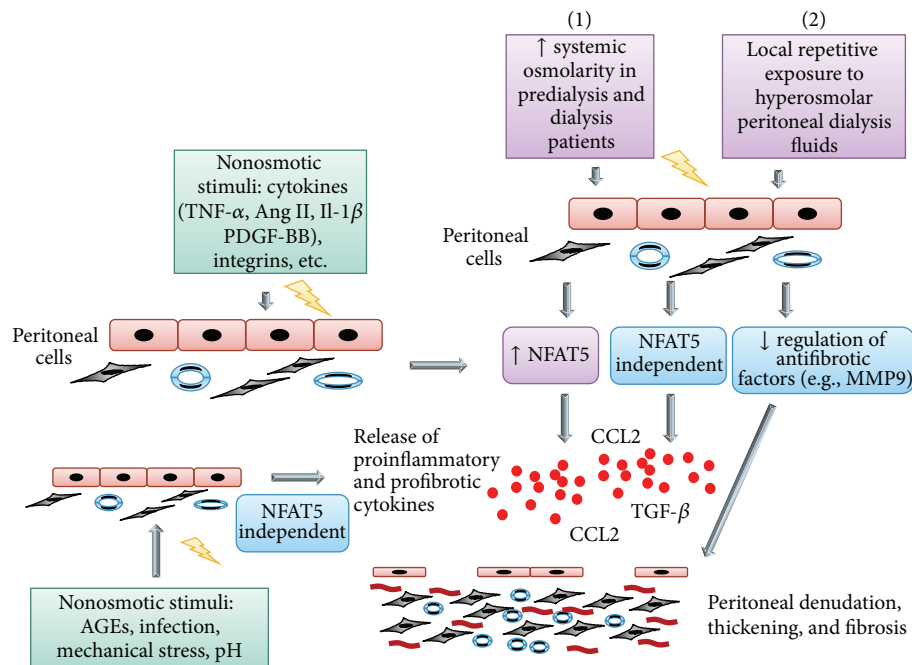 (1)
↑ systemic
osmolarity in
predialysis and
dialysis
patients
(2)
Local repetitive
exposure to
hyperosmolar
peritoneal dialysis
fluids
Nonosmotic
stimuli: cytokines
(TNF-α, Ang II, Il-1β
PDGF-BB),
integrins, etc.
Peritoneal
cells
Peritoneal
cells
↑ NFAT5
NFAT5
independent
↓ regulation of
antifibrotic
factors (e.g., MMP9)
Release of
proinflammatory
and profibrotic
cytokines
NFAT5
independent
CCL2
TGF-β
CCL2
Nonosmotic stimuli:
AGEs, infection,
mechanical stress, pH
Peritoneal denudation,
thickening, and fibrosis